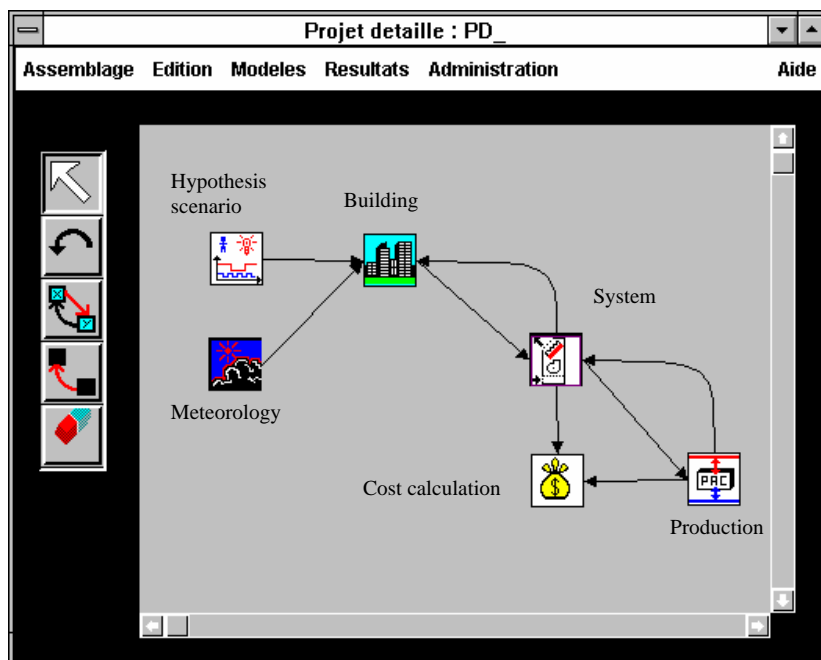 Projet detaille : PD_
Assemblage Edition Modeles Resultats Administration Aide
Hypothesis
scenario
Building
System
Meteorology
Cost calculation
$
PAC
Production